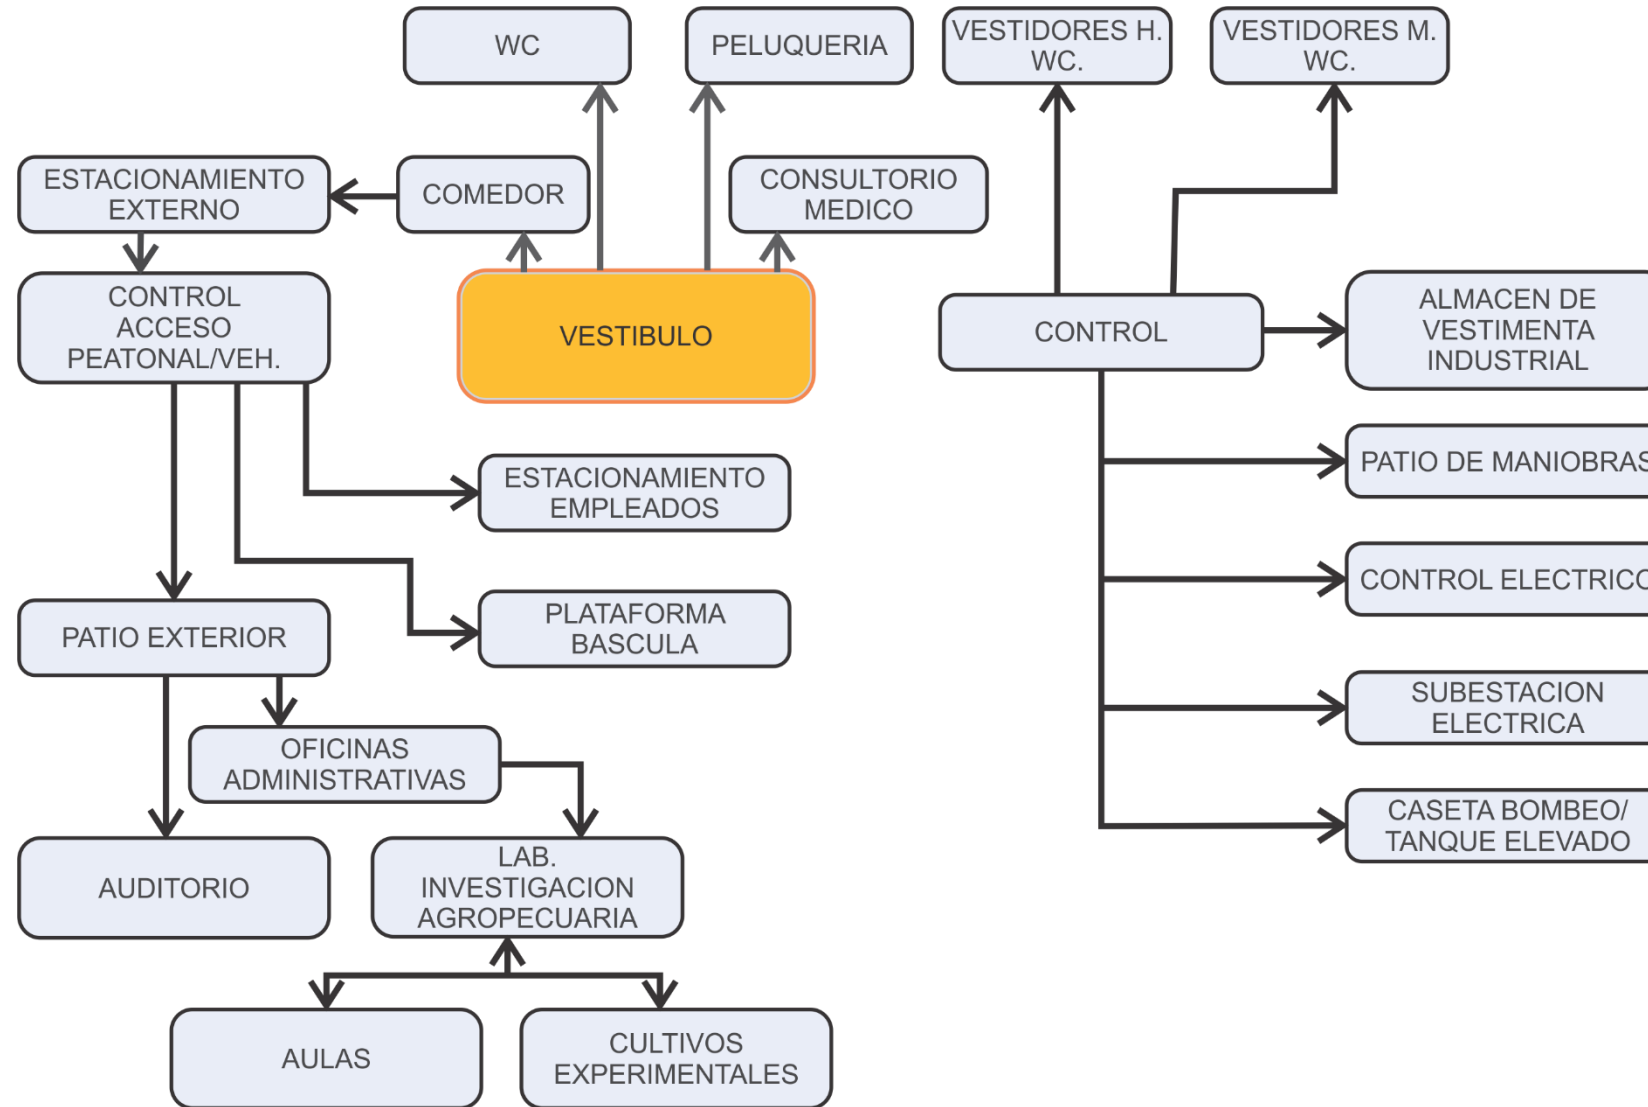 WC
PELUQUERIA
VESTIDORES H.
WC.
VESTIDORES M.
WC.
ESTACIONAMIENTO
EXTERNO
COMEDOR
CONSULTORIO
MEDICO
CONTROL
ACCESO
PEATONAL/VEH.
VESTIBULO
CONTROL
ALMACEN DE
VESTIMENTA
INDUSTRIAL
ESTACIONAMIENTO
EMPLEADOS
PATIO DE MANIOBRAS
CONTROL ELECTRICO
PATIO EXTERIOR
PLATAFORMA
BASCULA
SUBESTACION
ELECTRICA
OFICINAS
ADMINISTRATIVAS
CASETA BOMBEO/
TANQUE ELEVADO
AUDITORIO
LAB.
INVESTIGACION
AGROPECUARIA
AULAS
CULTIVOS
EXPERIMENTALES